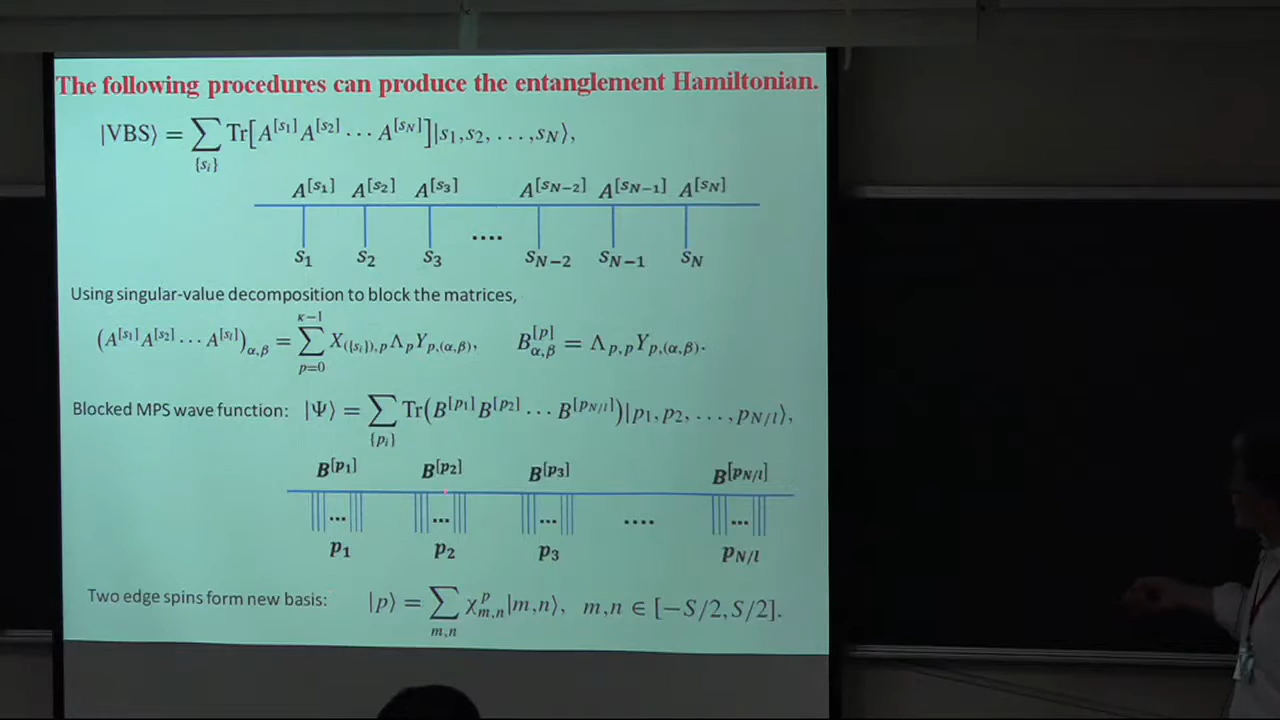 The following procedures can produce the entanglement Hamiltonian.
|VBS⟩ = ∑_{s_i} Tr[A^{[s_1]} A^{[s_2]} ··· A^{[s_N]}]|s_1, s_2, ..., s_N⟩,
A^{[s_1]} A^{[s_2]} A^{[s_3]} A^{[s_{N-2}]} A^{[s_{N-1}]} A^{[s_N]}
....
s_1 s_2 s_3 s_{N-2} s_{N-1} s_N
Using singular-value decomposition to block the matrices,
(A^{[s_1]} A^{[s_2]} ··· A^{[s_l]})_{α,β} = ∑_{p=0}^{κ-1} X_{({s_i}),p} Λ_p Y_{p,(α,β)}, B^{[p]}_{α,β} = Λ_{p,p} Y_{p,(α,β)}.
Blocked MPS wave function: |Ψ⟩ = ∑_{p_i} Tr(B^{[p_1]} B^{[p_2]} ··· B^{[p_{N/l}]})|p_1, p_2, ..., p_{N/l}⟩,
B^{[p_1]} B^{[p_2]} B^{[p_3]} B^{[p_{N/l}]}
... ... ... .... ...
p_1 p_2 p_3 p_{N/l}
Two edge spins form new basis: |p⟩ = ∑_{m,n} χ^p_{m,n}|m,n⟩, m,n ∈ [−S/2, S/2].